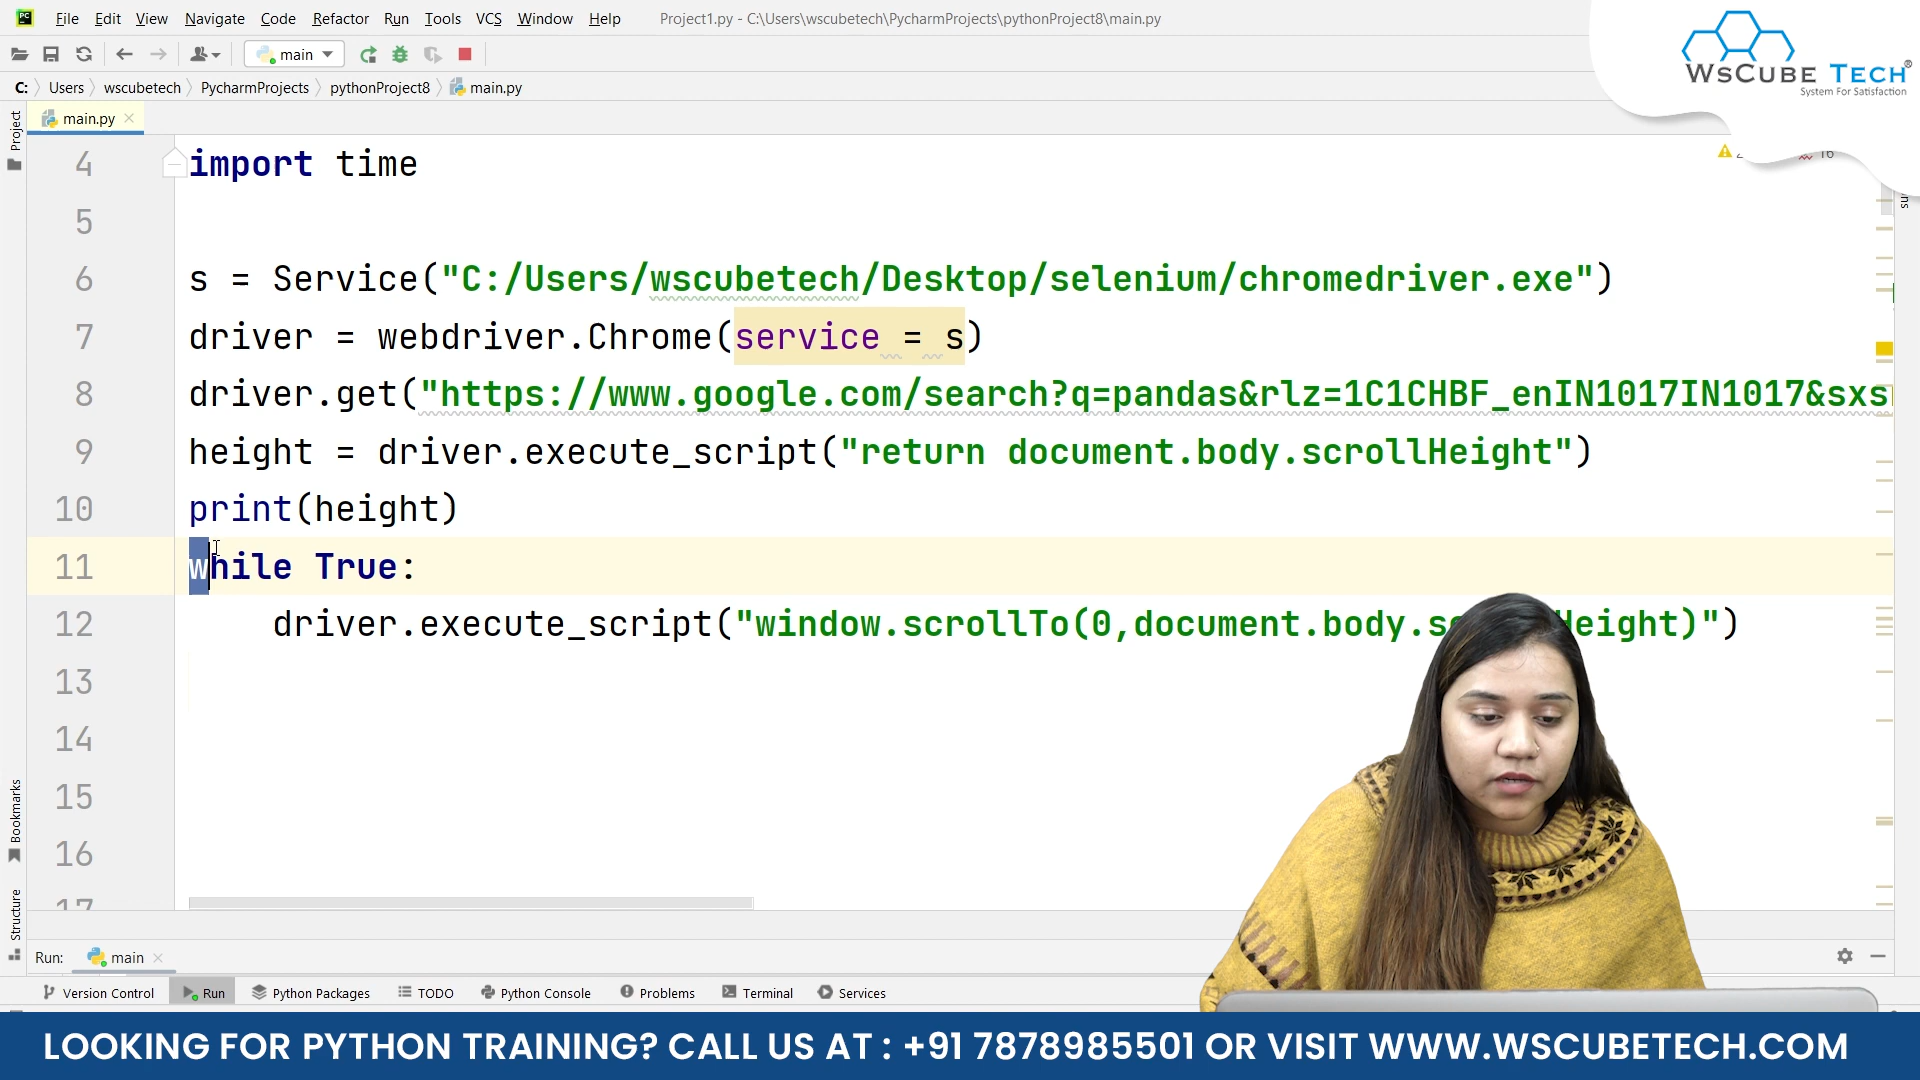 File Edit View Navigate Code Refactor Run Tools VCS Window Help Project1.py - C:\Users\wscubetech\PycharmProjects\pythonProject8\main.py
main
C: Users wscubetech PycharmProjects pythonProject8 main.py
WsCube Tech®
System For Satisfaction
Project
main.py
4 import time
5
6 s = Service("C:/Users/wscubetech/Desktop/selenium/chromedriver.exe")
7 driver = webdriver.Chrome(service = s)
8 driver.get("https://www.google.com/search?q=pandas&rlz=1C1CHBF_enIN1017IN1017&sxs
9 height = driver.execute_script("return document.body.scrollHeight")
10 print(height)
11 while True:
12 driver.execute_script("window.scrollTo(0,document.body.sc Height)")
13
14
15
16
17
Bookmarks
Structure
Run: main
Version Control Run Python Packages TODO Python Console Problems Terminal Services
LOOKING FOR PYTHON TRAINING? CALL US AT : +91 7878985501 OR VISIT WWW.WSCUBETECH.COM